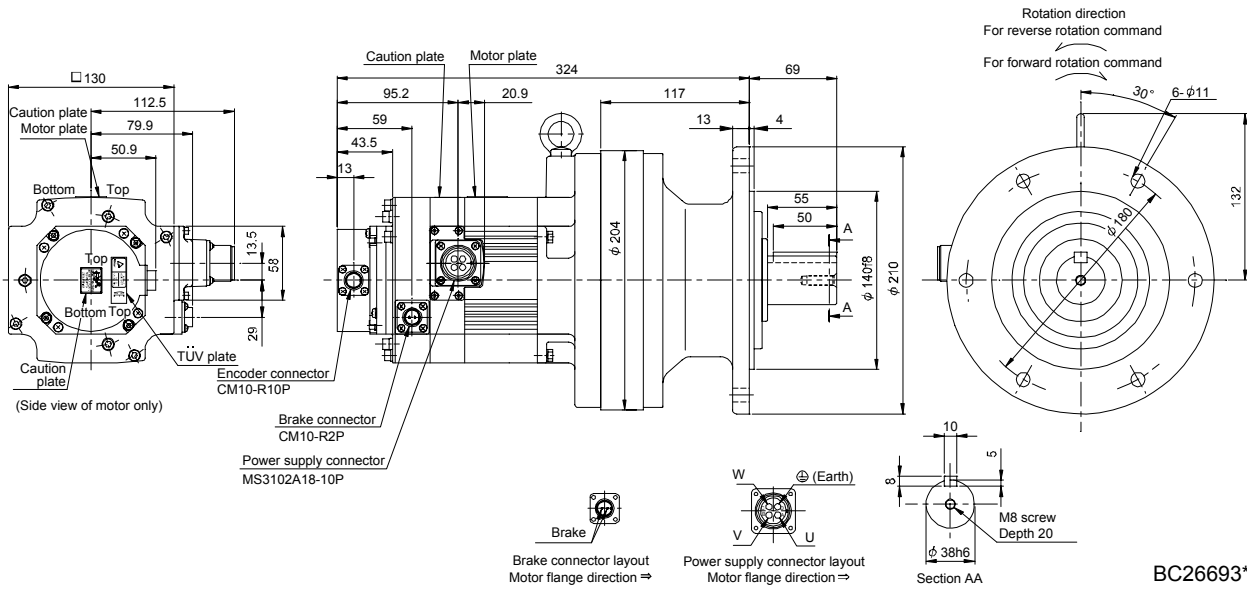 Rotation direction
For reverse rotation command
For forward rotation command
Caution plate
Motor plate
□130
112.5
79.9
50.9
Caution plate
Motor plate
Bottom
Top
Top
Bottom
Top
13.5
58
29
TÜV plate
Caution
plate
(Side view of motor only)
324
69
95.2
20.9
117
59
13
4
43.5
13
55
50
A
A
ϕ 204
ϕ 140f8
ϕ 210
Encoder connector
CM10-R10P
Brake connector
CM10-R2P
Power supply connector
MS3102A18-10P
30°
6-ϕ11
132
ϕ180
Brake
Brake connector layout
Motor flange direction ⇒
W
⏚ (Earth)
V
U
Power supply connector layout
Motor flange direction ⇒
10
5
8
M8 screw
Depth 20
ϕ 38h6
Section AA
BC26693*